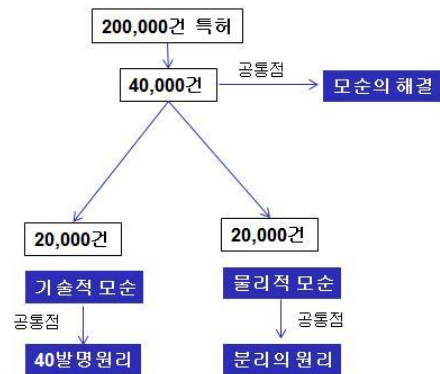 200,000건 특허
공통점
40,000건
모순의 해결
20,000건
20,000건
기술적 모순
물리적 모순
공통점
공통점
40발명원리
분리의 원리